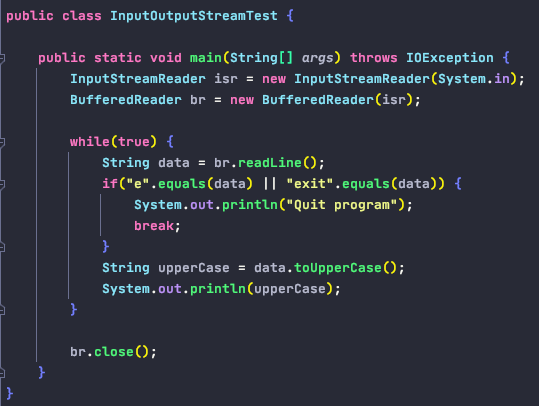 public class InputOutputStreamTest {
public static void main(String[] args) throws IOException {
InputStreamReader isr = new InputStreamReader(System.in);
BufferedReader br = new BufferedReader(isr);
while(true) {
String data = br.readLine();
if("e".equals(data) || "exit".equals(data)) {
System.out.println("Quit program");
break;
}
String upperCase = data.toUpperCase();
System.out.println(upperCase);
}
br.close();
}
}